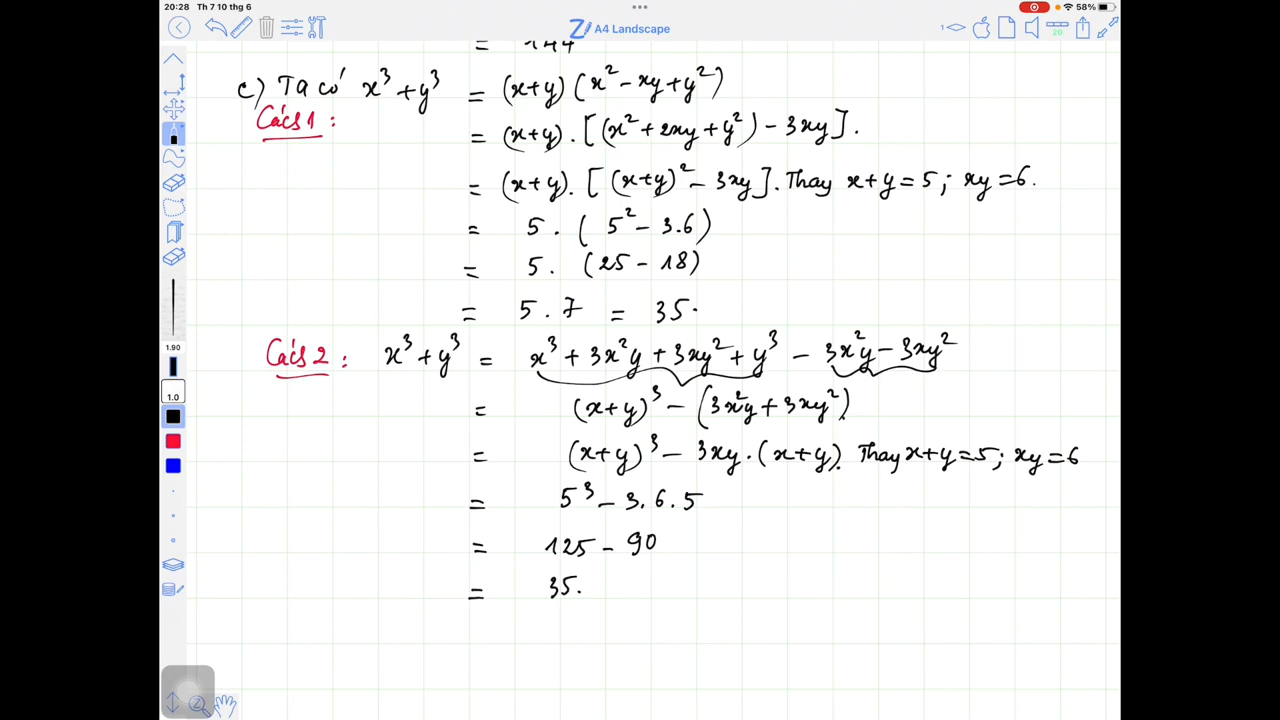 20:28 Th 7 10 thg 6
58%
A4 Landscape
20
= 144
c) Ta có x³ + y³ = (x+y)(x² - xy + y²)
Cách 1 :
= (x+y) . [(x² + 2xy + y²) - 3xy].
= (x+y). [(x+y)² - 3xy]. Thay x+y = 5; xy = 6.
= 5 . (5² - 3.6)
= 5. (25 - 18)
= 5 . 7 = 35.
1.90
Cách 2 : x³ + y³ = x³ + 3x²y + 3xy² + y³ - 3x²y - 3xy²
1.0
= (x+y)³ - (3x²y + 3xy²).
= (x+y)³ - 3xy . (x+y). Thay x+y = 5; xy = 6
= 5³ - 3. 6 . 5
= 125 - 90
= 35.